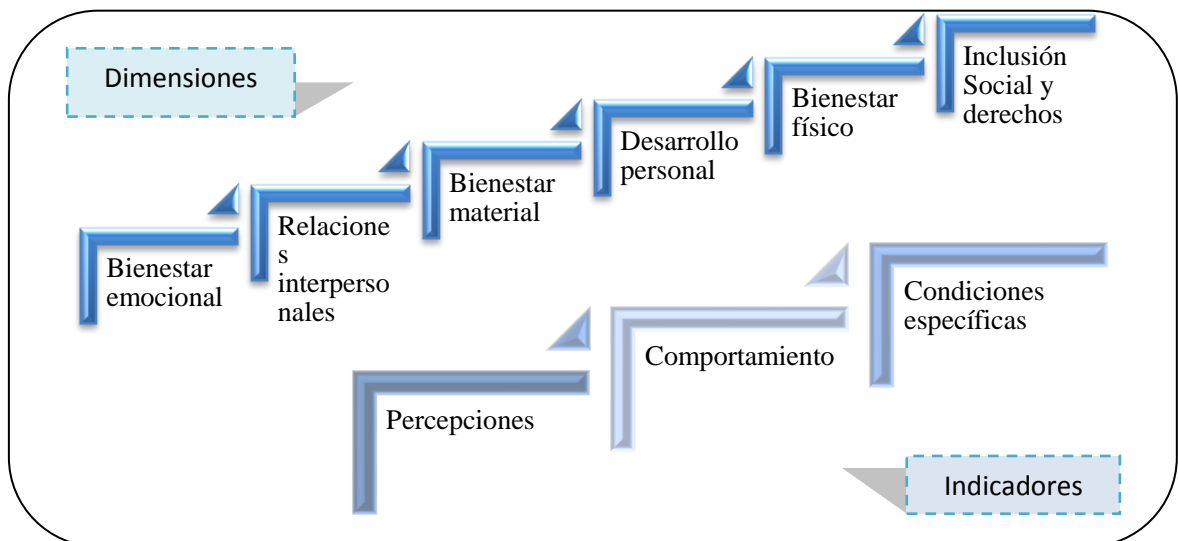 Dimensiones
Bienestar
emocional
Relacione
s
interperso
nales
Bienestar
material
Desarrollo
personal
Bienestar
físico
Inclusión
Social y
derechos
Percepciones
Comportamiento
Condiciones
específicas
Indicadores